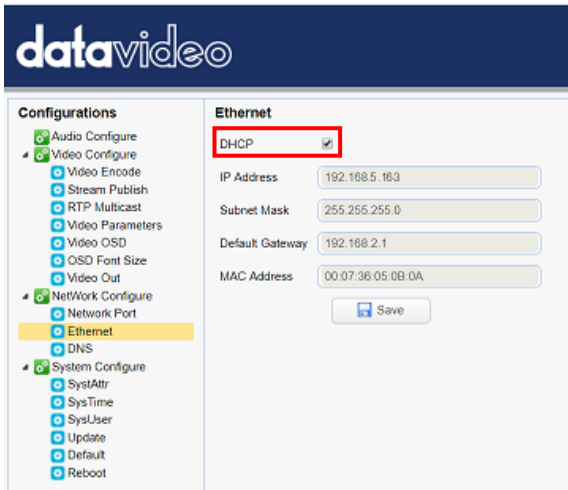 datavideo
Configurations
Audio Configure
Video Configure
Video Encode
Stream Publish
RTP Multicast
Video Parameters
Video OSD
OSD Font Size
Video Out
NetWork Configure
Network Port
Ethernet
DNS
System Configure
SystAttr
SysTime
SysUser
Update
Default
Reboot
Ethernet
DHCP
IP Address 192.168.5.163
Subnet Mask 255.255.255.0
Default Gateway 192.168.2.1
MAC Address 00:07:36:05:0B:0A
Save